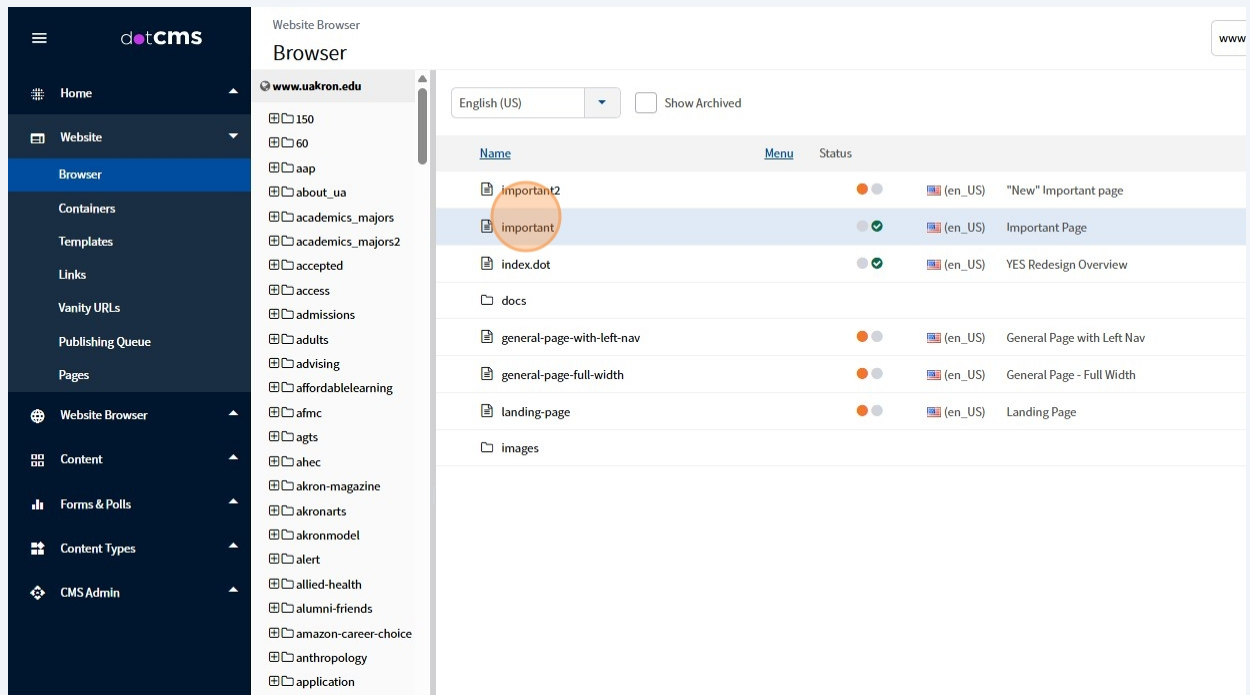 dotCMS
Home
Website
Browser
Containers
Templates
Links
Vanity URLs
Publishing Queue
Pages
Website Browser
Content
Forms & Polls
Content Types
CMS Admin
Website Browser
Browser
www
www.uakron.edu
150
60
aap
about_ua
academics_majors
academics_majors2
accepted
access
admissions
adults
advising
affordablelearning
afmc
agts
ahec
akron-magazine
akronarts
akronmodel
alert
allied-health
alumni-friends
amazon-career-choice
anthropology
application
English (US) Show Archived
Name Menu Status
important2 (en_US) "New" Important page
important (en_US) Important Page
index.dot (en_US) YES Redesign Overview
docs
general-page-with-left-nav (en_US) General Page with Left Nav
general-page-full-width (en_US) General Page - Full Width
landing-page (en_US) Landing Page
images